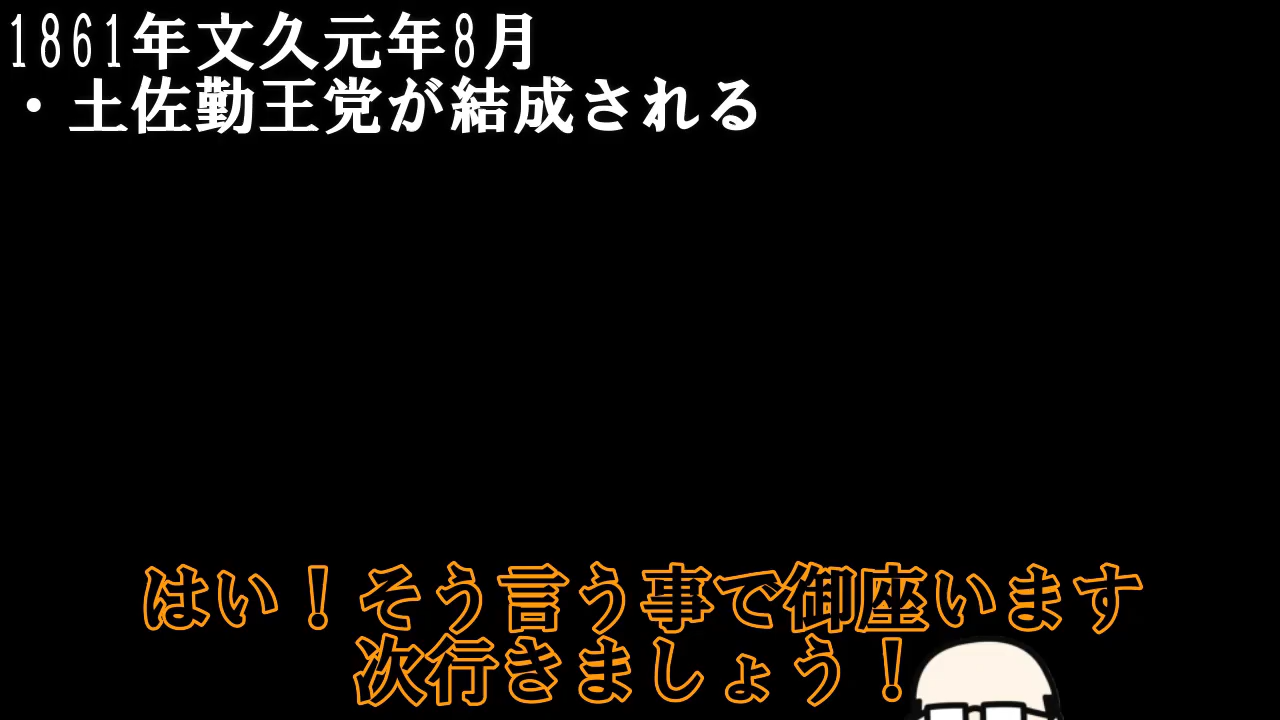 1861年文久元年8月
・土佐勤王党が結成される
はい！そう言う事で御座います
次行きましょう！